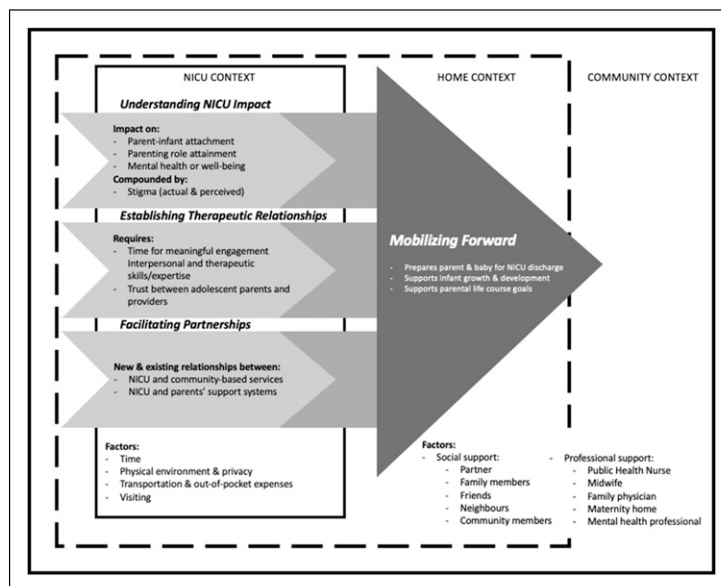 NICU CONTEXT
HOME CONTEXT
COMMUNITY CONTEXT
Understanding NICU Impact
Impact on:
- Parent-infant attachment
- Parenting role attainment
- Mental health or well-being
Compounded by:
- Stigma (actual & perceived)
Establishing Therapeutic Relationships
Requires:
- Time for meaningful engagement
Interpersonal and therapeutic
skills/expertise
- Trust between adolescent parents and
providers
Facilitating Partnerships
New & existing relationships between:
- NICU and community-based services
- NICU and parents' support systems
Mobilizing Forward
- Prepares parent & baby for NICU discharge
- Supports infant growth & development
- Supports parental life course goals
Factors:
- Time
- Physical environment & privacy
- Transportation & out-of-pocket expenses
- Visiting
Factors:
- Social support:
- Partner
- Family members
- Friends
- Neighbours
- Community members
- Professional support:
- Public Health Nurse
- Midwife
- Family physician
- Maternity home
- Mental health professional